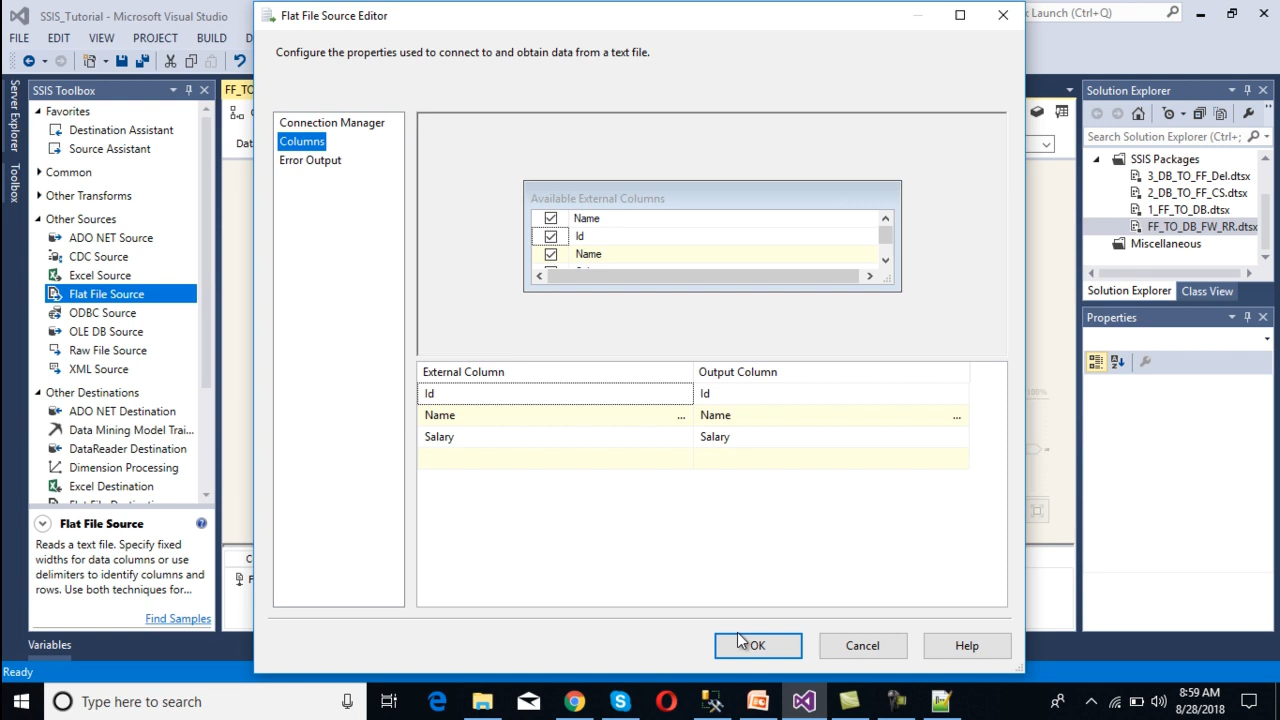 SSIS_Tutorial - Microsoft Visual Studio
Flat File Source Editor
Launch (Ctrl+Q)
FILE EDIT VIEW PROJECT BUILD D
Configure the properties used to connect to and obtain data from a text file.
Server Explorer
Toolbox
SSIS Toolbox
Favorites
Destination Assistant
Source Assistant
Common
Other Transforms
Other Sources
ADO NET Source
CDC Source
Excel Source
Flat File Source
ODBC Source
OLE DB Source
Raw File Source
XML Source
Other Destinations
ADO NET Destination
Data Mining Model Trai...
DataReader Destination
Dimension Processing
Excel Destination
Flat File Source
Reads a text file. Specify fixed
widths for data columns or use
delimiters to identify columns and
rows. Use both techniques for...
Find Samples
Variables
Ready
FF_TO
Dat
Connection Manager
Columns
Error Output
Available External Columns
Name
Id
Name
External Column Output Column
Id Id
Name ... Name ...
Salary Salary
OK Cancel Help
100%
Solution Explorer
Search Solution Explorer (Ctrl+;
SSIS Packages
3_DB_TO_FF_Del.dtsx
2_DB_TO_FF_CS.dtsx
1_FF_TO_DB.dtsx
FF_TO_DB_FW_RR.dtsx
Miscellaneous
Solution Explorer Class View
Properties
Type here to search
8:59 AM
8/28/2018